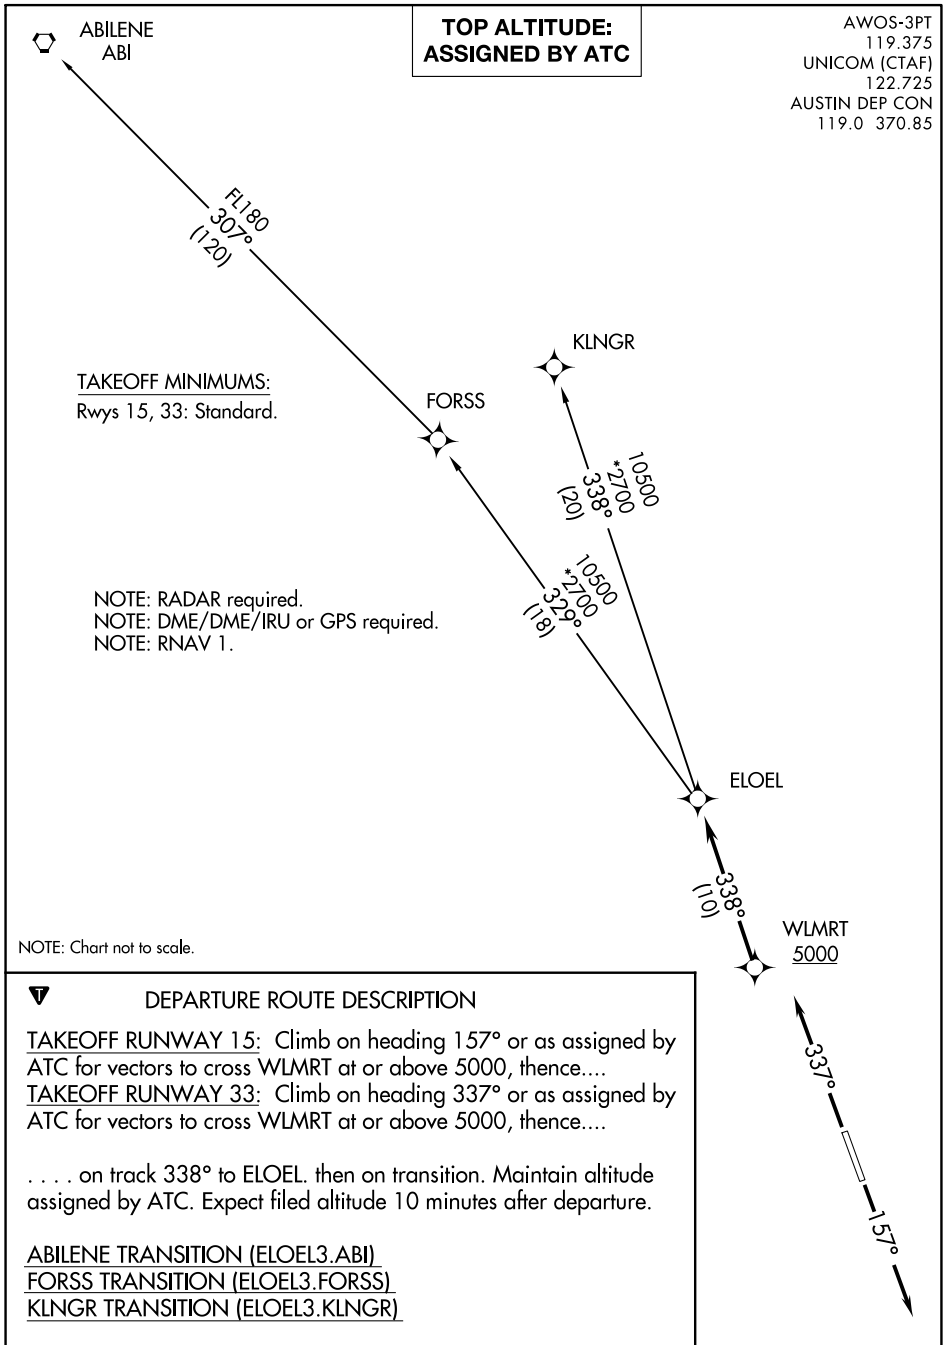 ABILENE
ABI
TOP ALTITUDE:
ASSIGNED BY ATC
AWOS-3PT
119.375
UNICOM (CTAF)
122.725
AUSTIN DEP CON
119.0 370.85
FL180
307°
(120)
KLNGR
TAKEOFF MINIMUMS:
Rwys 15, 33: Standard.
FORSS
10500
*2700
338°
(20)
10500
*2700
329°
(18)
NOTE: RADAR required.
NOTE: DME/DME/IRU or GPS required.
NOTE: RNAV 1.
ELOEL
338°
(10)
WLMRT
5000
NOTE: Chart not to scale.
T
DEPARTURE ROUTE DESCRIPTION
TAKEOFF RUNWAY 15: Climb on heading 157° or as assigned by
ATC for vectors to cross WLMRT at or above 5000, thence....
TAKEOFF RUNWAY 33: Climb on heading 337° or as assigned by
ATC for vectors to cross WLMRT at or above 5000, thence....
. . . . on track 338° to ELOEL. then on transition. Maintain altitude
assigned by ATC. Expect filed altitude 10 minutes after departure.
ABILENE TRANSITION (ELOEL3.ABI)
FORSS TRANSITION (ELOEL3.FORSS)
KLNGR TRANSITION (ELOEL3.KLNGR)
337°
157°